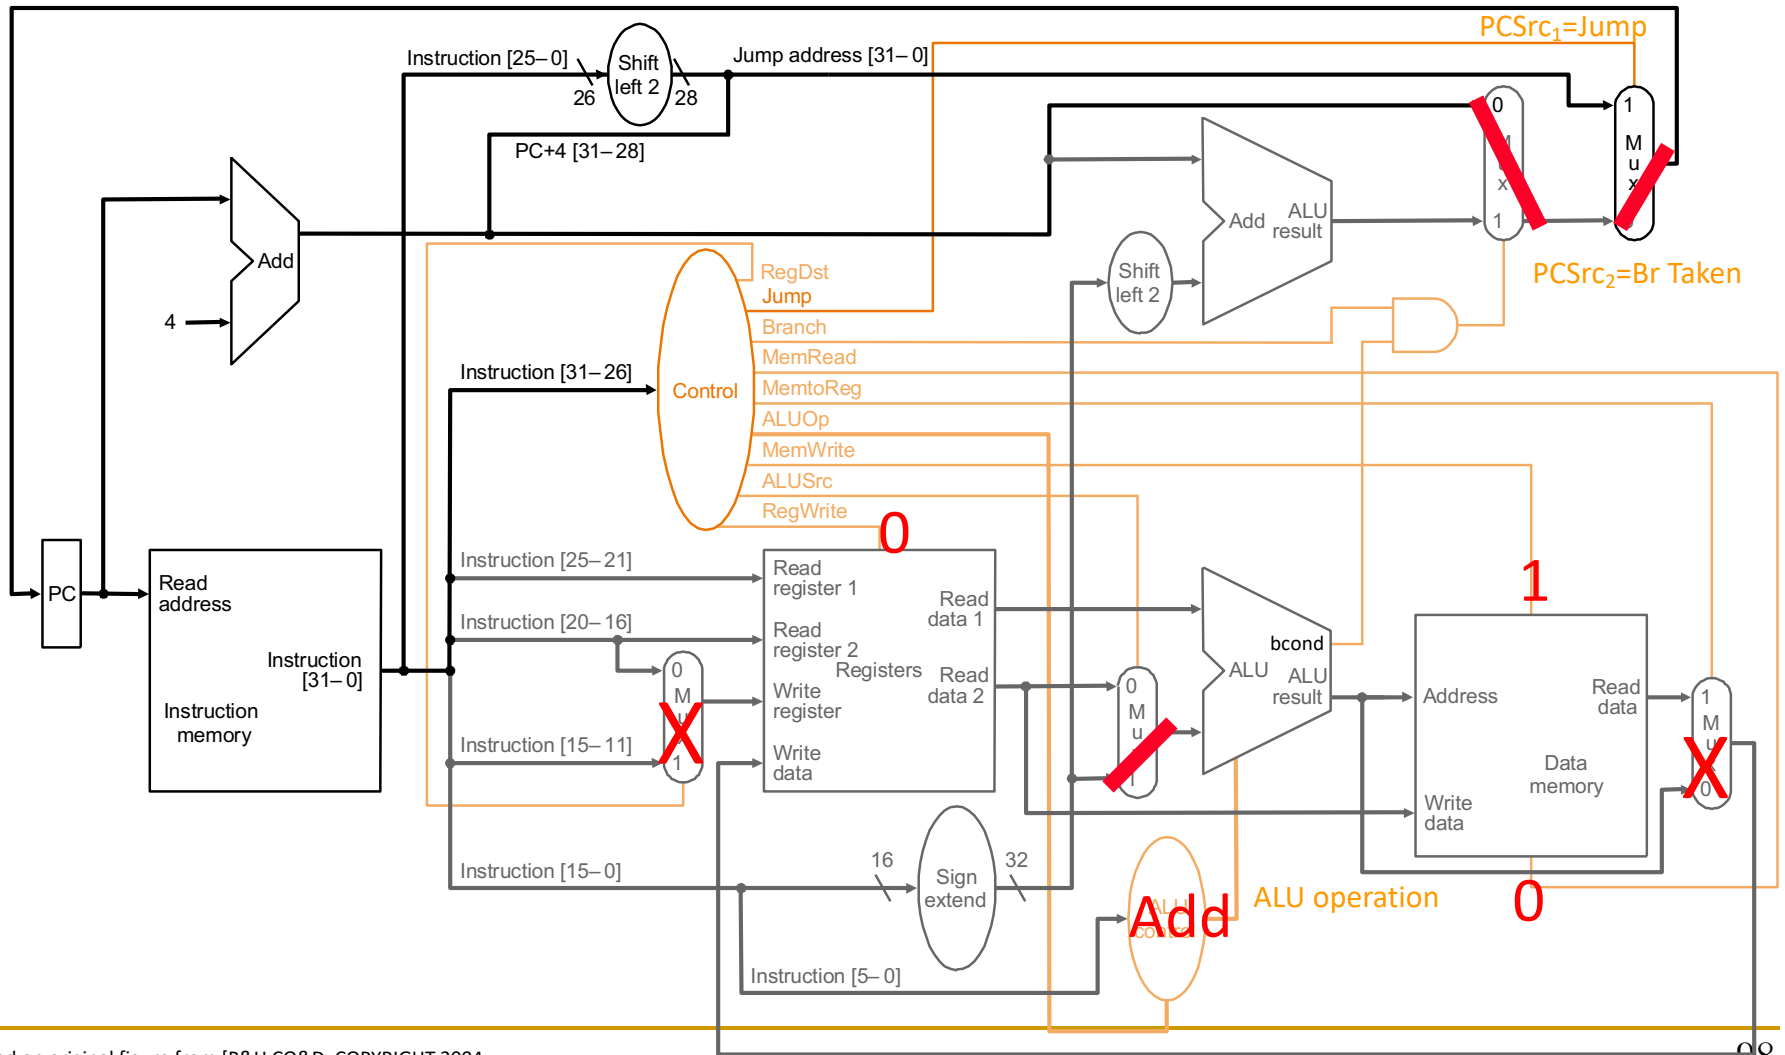 PCSrc1=Jump
Instruction [25–0]
Shift
left 2
Jump address [31–0]
26
28
PC+4 [31–28]
0
M
u
x
1
1
M
u
x
Add
ALU
result
Add
4
Shift
left 2
PCSrc2=Br Taken
RegDst
Jump
Branch
MemRead
MemtoReg
ALUOp
MemWrite
ALUSrc
RegWrite
Control
Instruction [31–26]
0
1
PC
Read
address
Instruction
[31–0]
Instruction
memory
Instruction [25–21]
Instruction [20–16]
Instruction [15–11]
0
M
u
X
1
Read
register 1
Read
register 2
Registers
Write
register
Write
data
Read
data 1
Read
data 2
0
M
u
bcond
ALU
ALU
result
Address
Read
data
Data
memory
Write
data
1
M
u
X
0
Instruction [15–0]
16
Sign
extend
32
Add
ALU operation
0
Instruction [5–0]